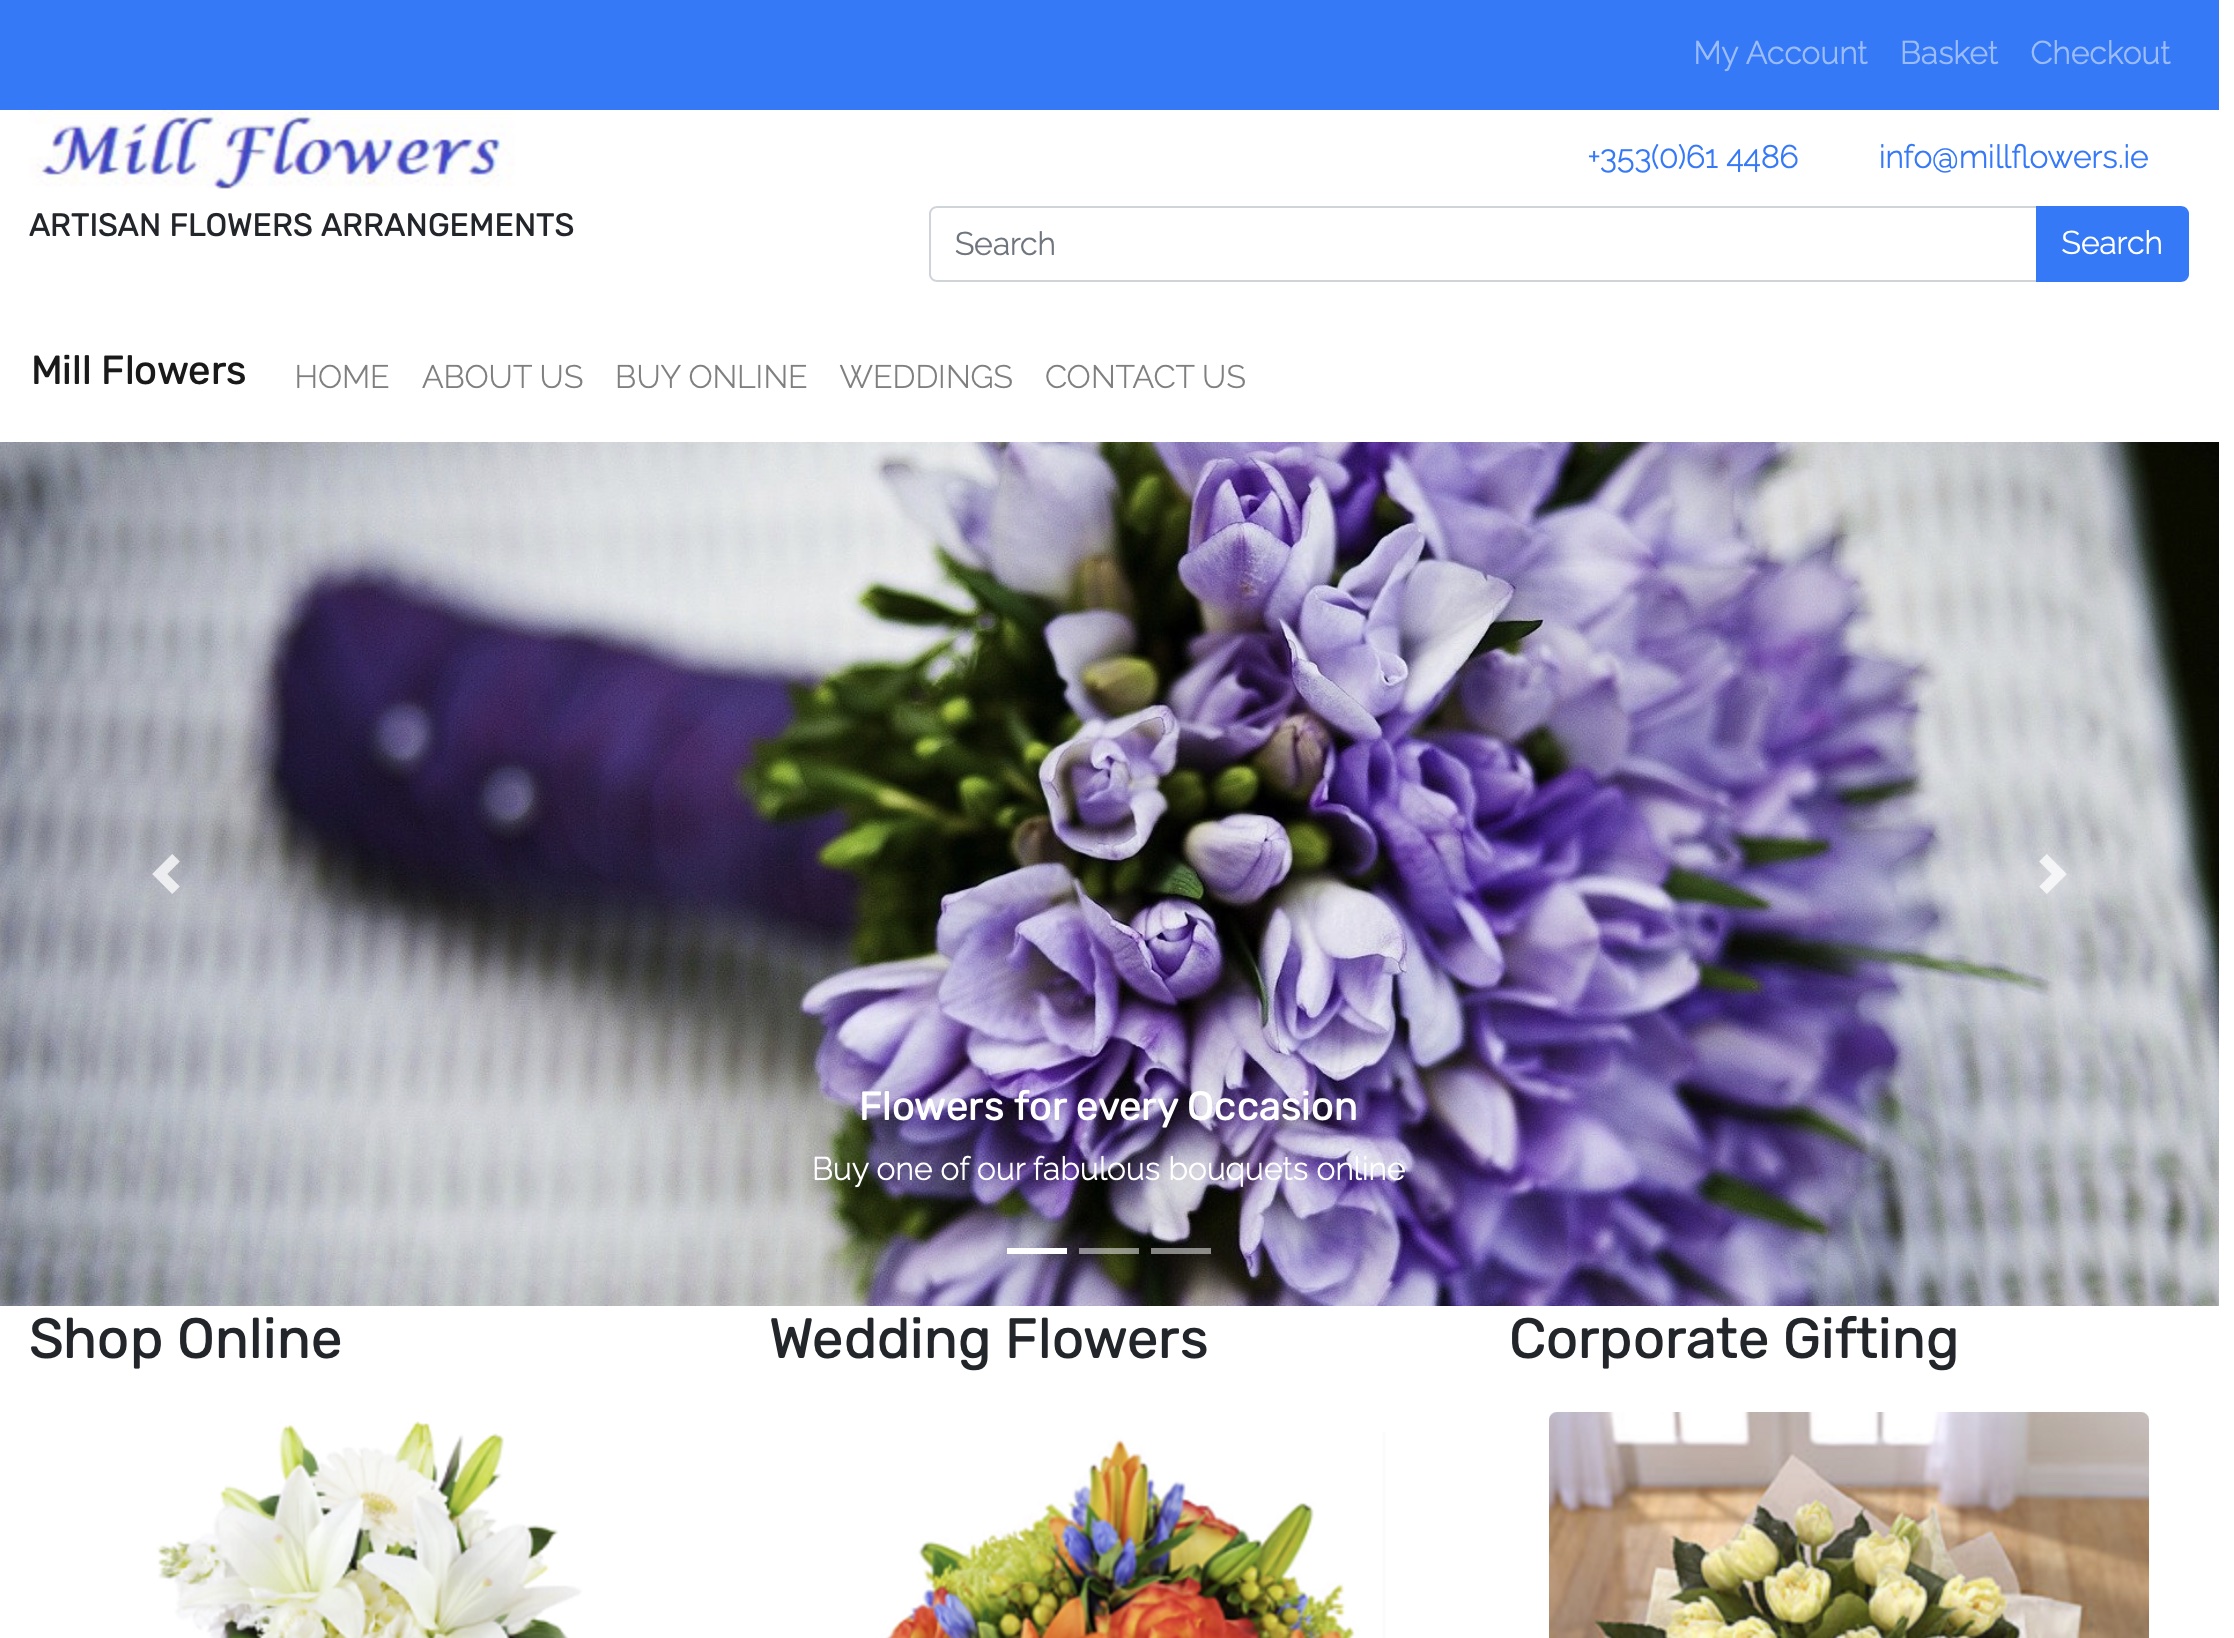 My Account Basket Checkout
Mill Flowers
+353(0)61 4486 info@millflowers.ie
ARTISAN FLOWERS ARRANGEMENTS
Search Search
Mill Flowers HOME ABOUT US BUY ONLINE WEDDINGS CONTACT US
Flowers for every Occasion
Buy one of our fabulous bouquets online
Shop Online Wedding Flowers Corporate Gifting